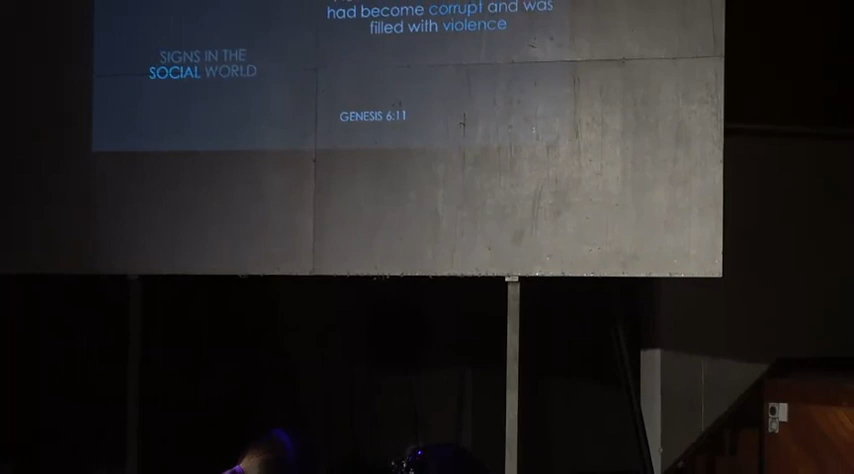 had become corrupt and was
filled with violence
SIGNS IN THE
SOCIAL WORLD
GENESIS 6:11